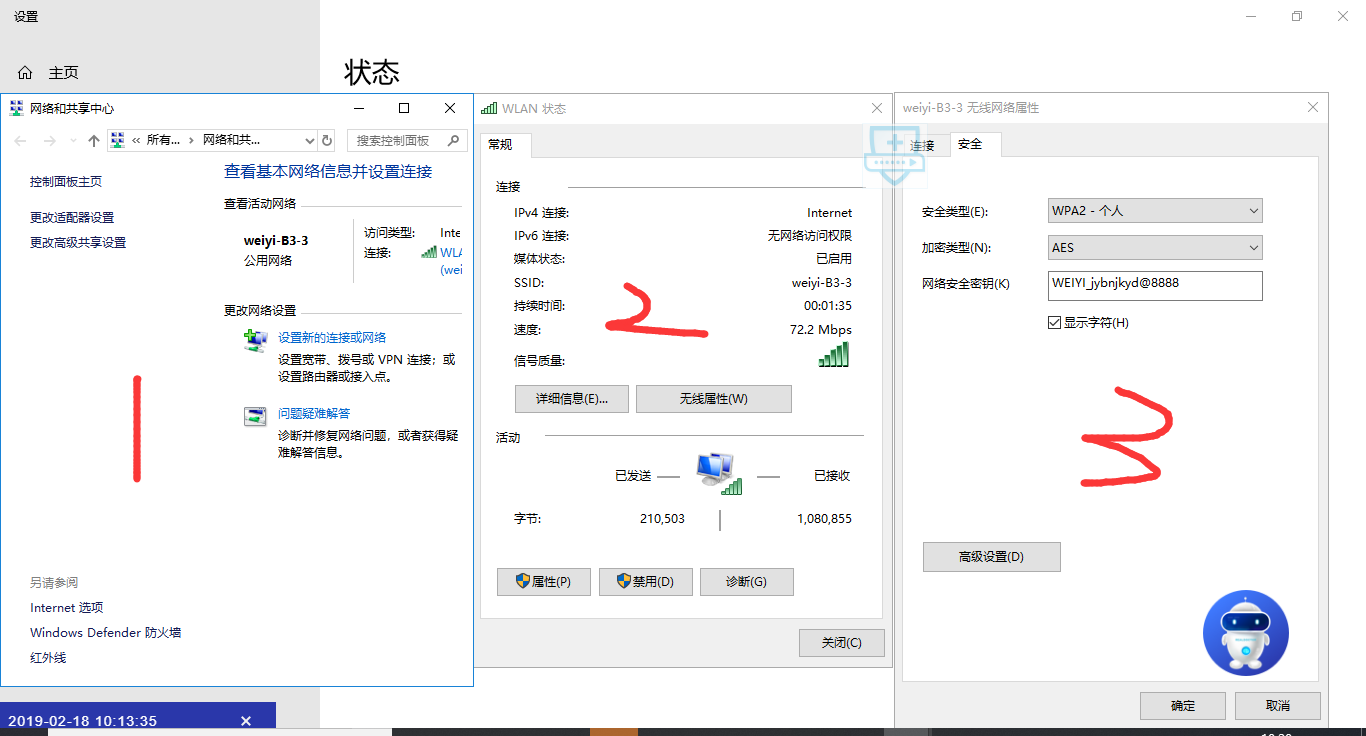 设置
主页
状态
网络和共享中心
所有... 网络和共...
搜索控制面板
控制面板主页
更改适配器设置
更改高级共享设置
查看基本网络信息并设置连接
查看活动网络
weiyi-B3-3
公用网络
访问类型: Inte
连接: WLA
(wei
更改网络设置
设置新的连接或网络
设置宽带、拨号或 VPN 连接；或
设置路由器或接入点。
问题疑难解答
诊断并修复网络问题，或者获得疑
难解答信息。
1
另请参阅
Internet 选项
Windows Defender 防火墙
红外线
2019-02-18 10:13:35
WLAN 状态
常规
连接
IPv4 连接: Internet
IPv6 连接: 无网络访问权限
媒体状态: 已启用
SSID: weiyi-B3-3
持续时间: 00:01:35
速度: 72.2 Mbps
信号质量:
2
详细信息(E)... 无线属性(W)
活动
已发送 已接收
字节: 210,503 1,080,855
属性(P) 禁用(D) 诊断(G)
关闭(C)
weiyi-B3-3 无线网络属性
连接 安全
安全类型(E): WPA2 - 个人
加密类型(N): AES
网络安全密钥(K) WEIYI_jybnjkyd@8888
显示字符(H)
3
高级设置(D)
确定 取消